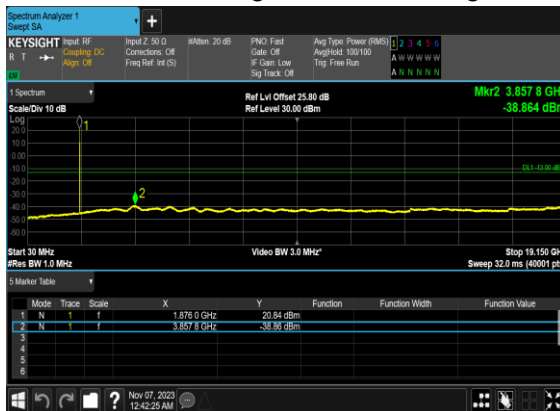 Spectrum Analyzer 1
Swept SA
KEYSIGHT Input: RF Input Z: 50 Ω #Atten: 20 dB PNO: Fast Avg Type: Power (RMS) 1 2 3 4 5 6
R T Coupling: DC Corrections: Off Gate: Off Avg|Hold: 100/100 A W W W W W
Align: Off Freq Ref: Int (S) IF Gain: Low Trig: Free Run
Sig Track: Off A N N N N N
LW
1 Spectrum Ref Lvl Offset 25.80 dB Mkr2 3.857 8 GH
Scale/Div 10 dB Ref Level 30.00 dBm -38.864 dBr
Log
20.0
10.0
0.00
-10.0
-20.0
-30.0
-40.0
-50.0
-60.0
1
DL1 -13.00 dB
2
Start 30 MHz Video BW 3.0 MHz* Stop 19.150 GH
#Res BW 1.0 MHz Sweep 32.0 ms (40001 pt
5 Marker Table
Mode Trace Scale X Y Function Function Width Function Value
1 N 1 f 1.876 0 GHz 20.84 dBm
2 N 1 f 3.857 8 GHz -38.86 dBm
3
4
5
6
? Nov 07, 2023
12:42:25 AM